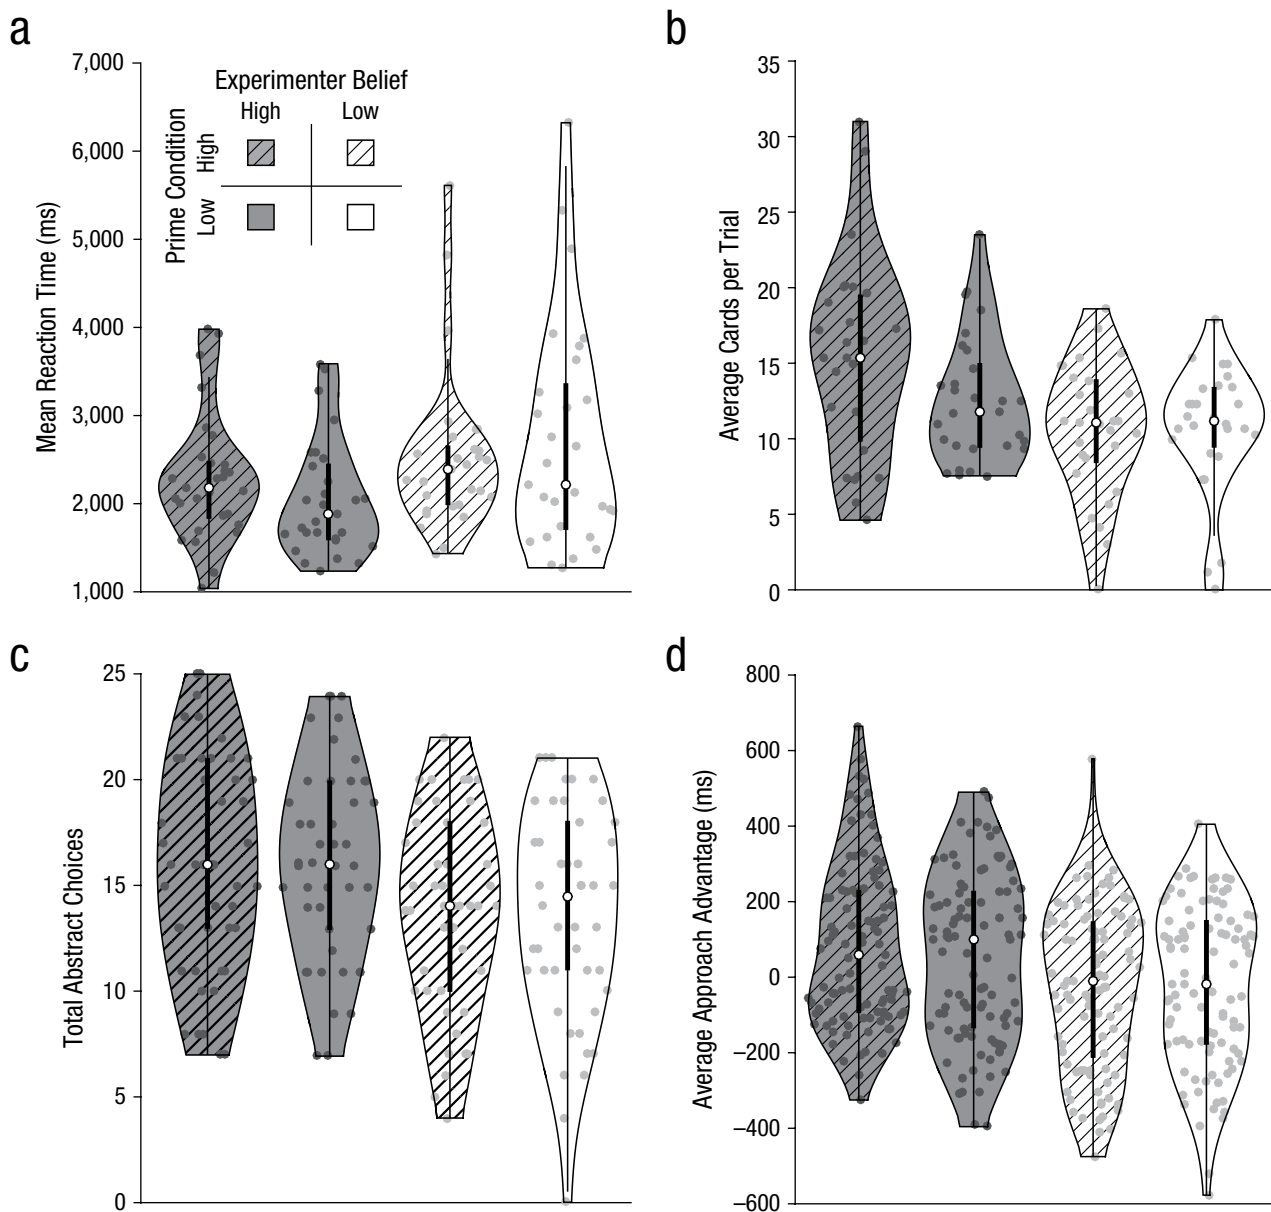 a
7,000
6,000
5,000
4,000
3,000
2,000
1,000
Mean Reaction Time (ms)
Experimenter Belief
High Low
Prime Condition
High
Low
b
35
30
25
20
15
10
5
0
Average Cards per Trial
c
25
20
15
10
5
0
Total Abstract Choices
d
800
600
400
200
0
–200
–400
–600
Average Approach Advantage (ms)